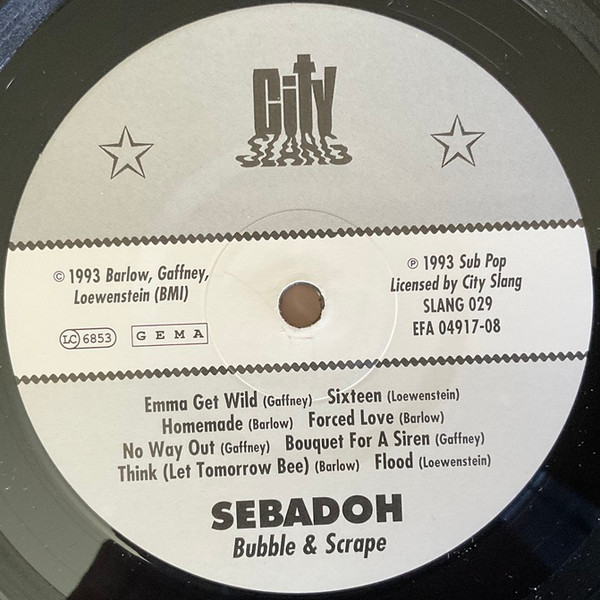 City
SLANG
© 1993 Barlow, Gaffney,
Loewenstein (BMI)
LC 6853
GEMA
℗ 1993 Sub Pop
Licensed by City Slang
SLANG 029
EFA 04917-08
Emma Get Wild (Gaffney) Sixteen (Loewenstein)
Homemade (Barlow) Forced Love (Barlow)
No Way Out (Gaffney) Bouquet For A Siren (Gaffney)
Think (Let Tomorrow Bee) (Barlow) Flood (Loewenstein)
SEBADOH
Bubble & Scrape